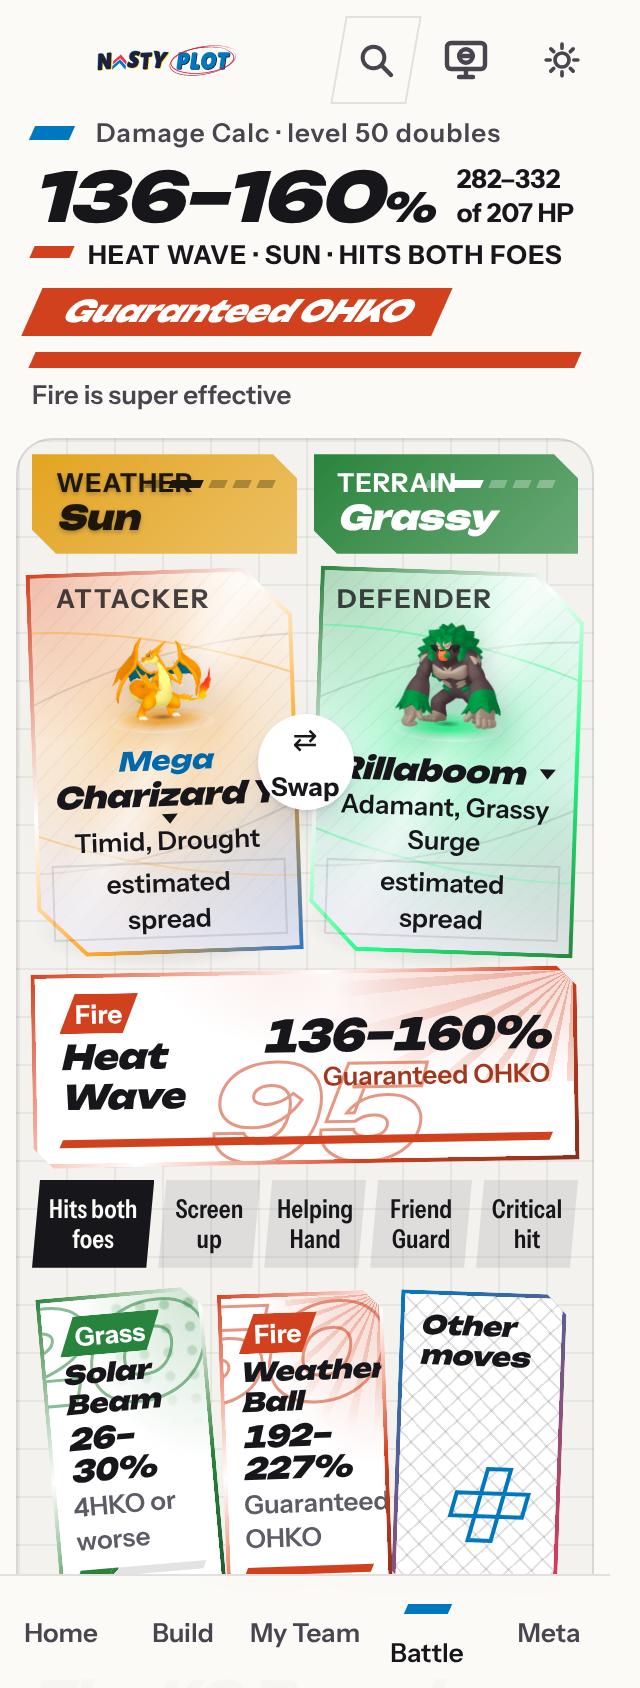 NASTY PLOT
Damage Calc · level 50 doubles
136–160%
282–332
of 207 HP
HEAT WAVE · SUN · HITS BOTH FOES
Guaranteed OHKO
Fire is super effective
WEATHER
Sun
TERRAIN
Grassy
ATTACKER
Mega
Charizard Y
Timid, Drought
estimated
spread
Swap
DEFENDER
Rillaboom
Adamant, Grassy
Surge
estimated
spread
Fire
Heat
Wave
136–160%
Guaranteed OHKO
95
Hits both
foes
Screen
up
Helping
Hand
Friend
Guard
Critical
hit
Grass
Solar
Beam
26–
30%
4HKO or
worse
Fire
Weather
Ball
192–
227%
Guaranteed
OHKO
Other
moves
Home
Build
My Team
Battle
Meta